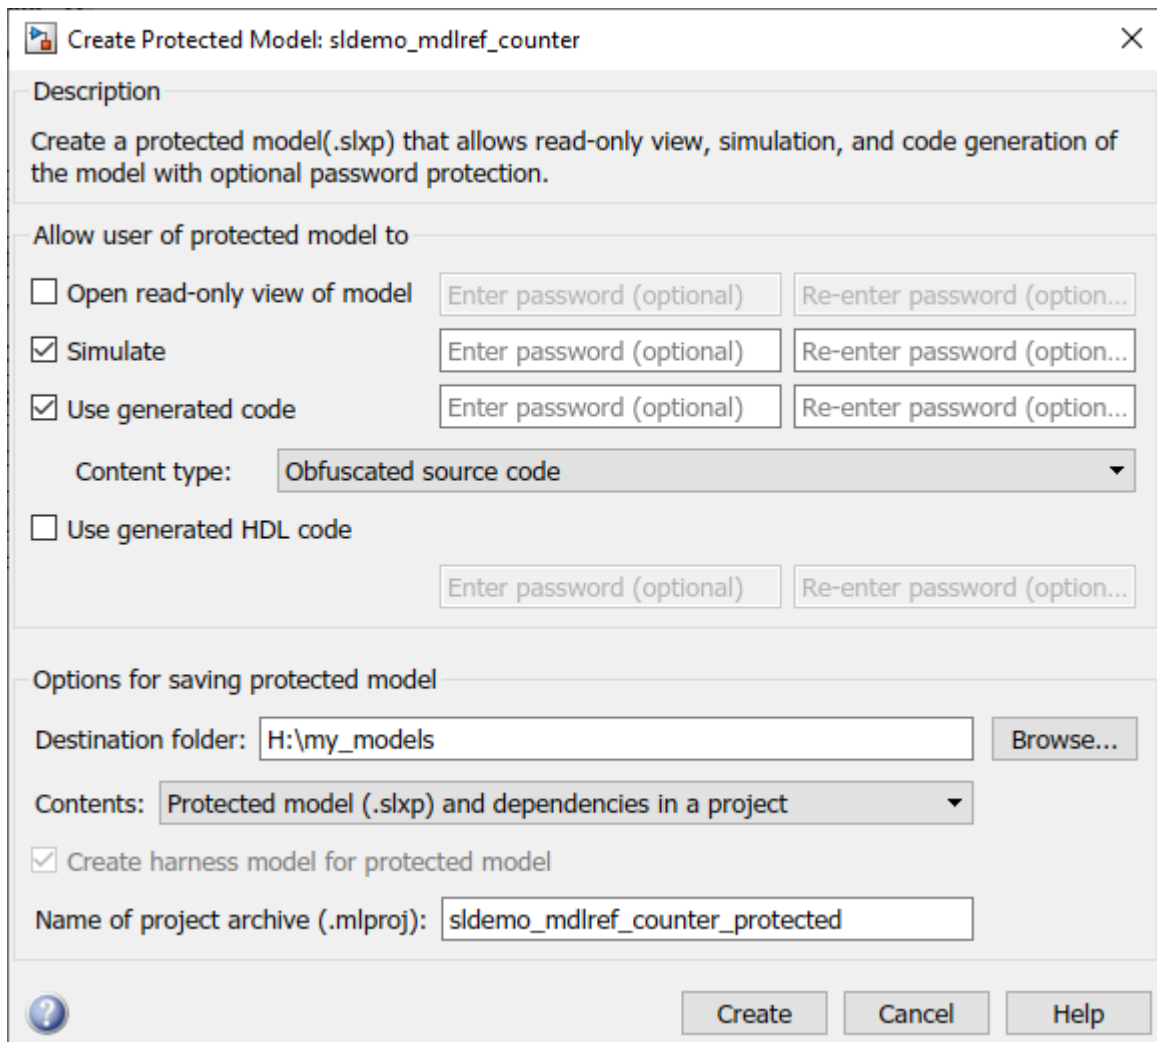 Create Protected Model: sldemo_mdlref_counter
Description
Create a protected model(.slxp) that allows read-only view, simulation, and code generation of
the model with optional password protection.
Allow user of protected model to
Open read-only view of model Enter password (optional) Re-enter password (option...
Simulate Enter password (optional) Re-enter password (option...
Use generated code Enter password (optional) Re-enter password (option...
Content type: Obfuscated source code
Use generated HDL code
Enter password (optional) Re-enter password (option...
Options for saving protected model
Destination folder: H:\my_models Browse...
Contents: Protected model (.slxp) and dependencies in a project
Create harness model for protected model
Name of project archive (.mlproj): sldemo_mdlref_counter_protected
? Create Cancel Help